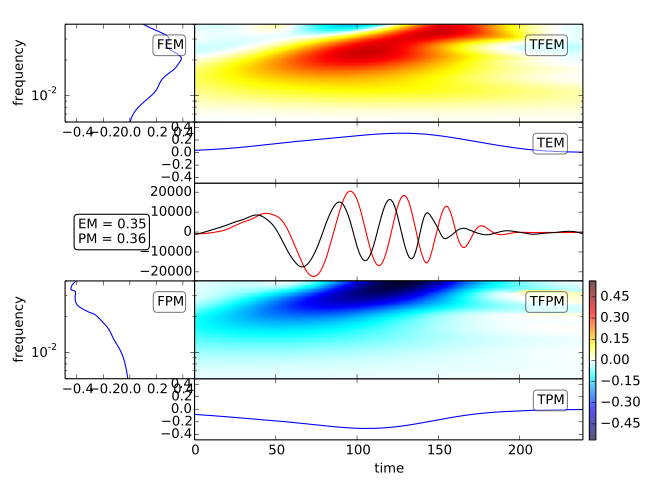 FEM
TFEM
frequency
10⁻²
−0.4−0.20.0 0.2 0.4
0.4
0.2
0.0
−0.2
−0.4
TEM
20000
10000
0
−10000
−20000
EM = 0.35
PM = 0.36
FPM
TFPM
frequency
10⁻²
−0.4−0.20.0 0.2 0.4
0.45
0.30
0.15
0.00
−0.15
−0.30
−0.45
0.4
0.2
0.0
−0.2
−0.4
TPM
0 50 100 150 200
time